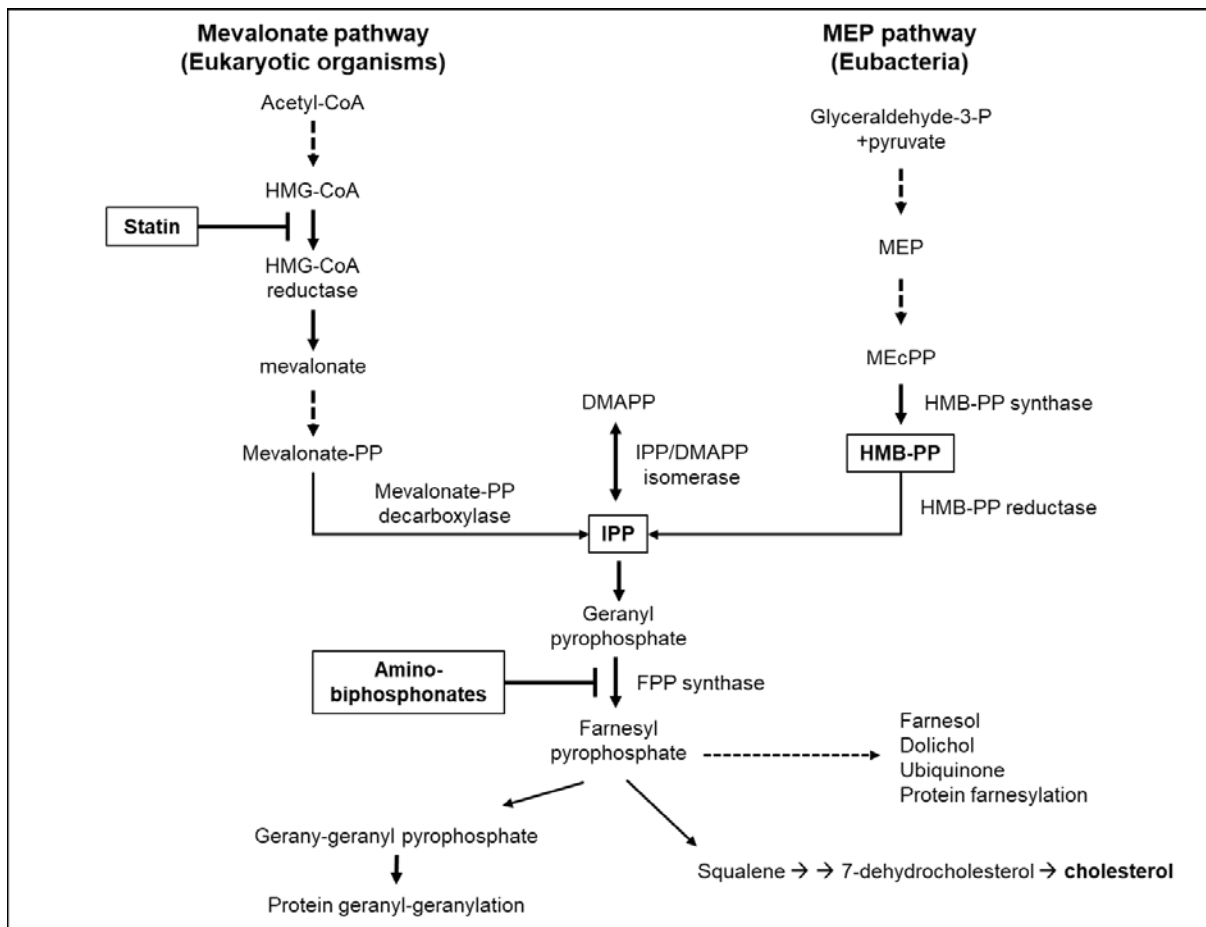 Mevalonate pathway
(Eukaryotic organisms)
MEP pathway
(Eubacteria)
Acetyl-CoA
Glyceraldehyde-3-P
+pyruvate
HMG-CoA
Statin
MEP
HMG-CoA
reductase
mevalonate
MEcPP
DMAPP
HMB-PP synthase
Mevalonate-PP
IPP/DMAPP
isomerase
HMB-PP
Mevalonate-PP
decarboxylase
HMB-PP reductase
IPP
Geranyl
pyrophosphate
Amino-
biphosphonates
FPP synthase
Farnesyl
pyrophosphate
Farnesol
Dolichol
Ubiquinone
Protein farnesylation
Gerany-geranyl pyrophosphate
Squalene → → 7-dehydrocholesterol → cholesterol
Protein geranyl-geranylation